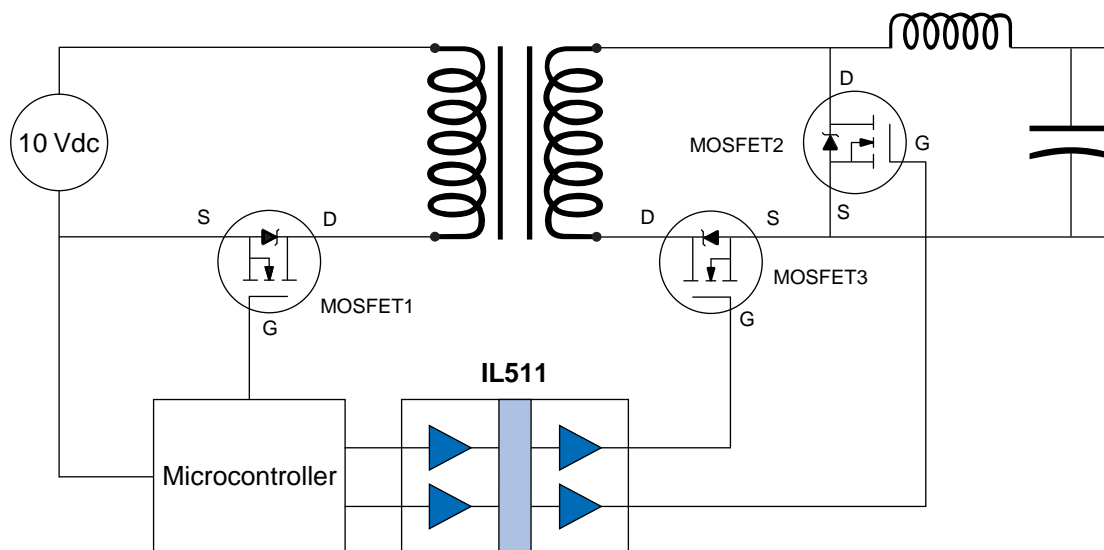 D
10 Vdc
MOSFET2
G
S
S
D
D
S
MOSFET3
MOSFET1
G
G
IL511
Microcontroller